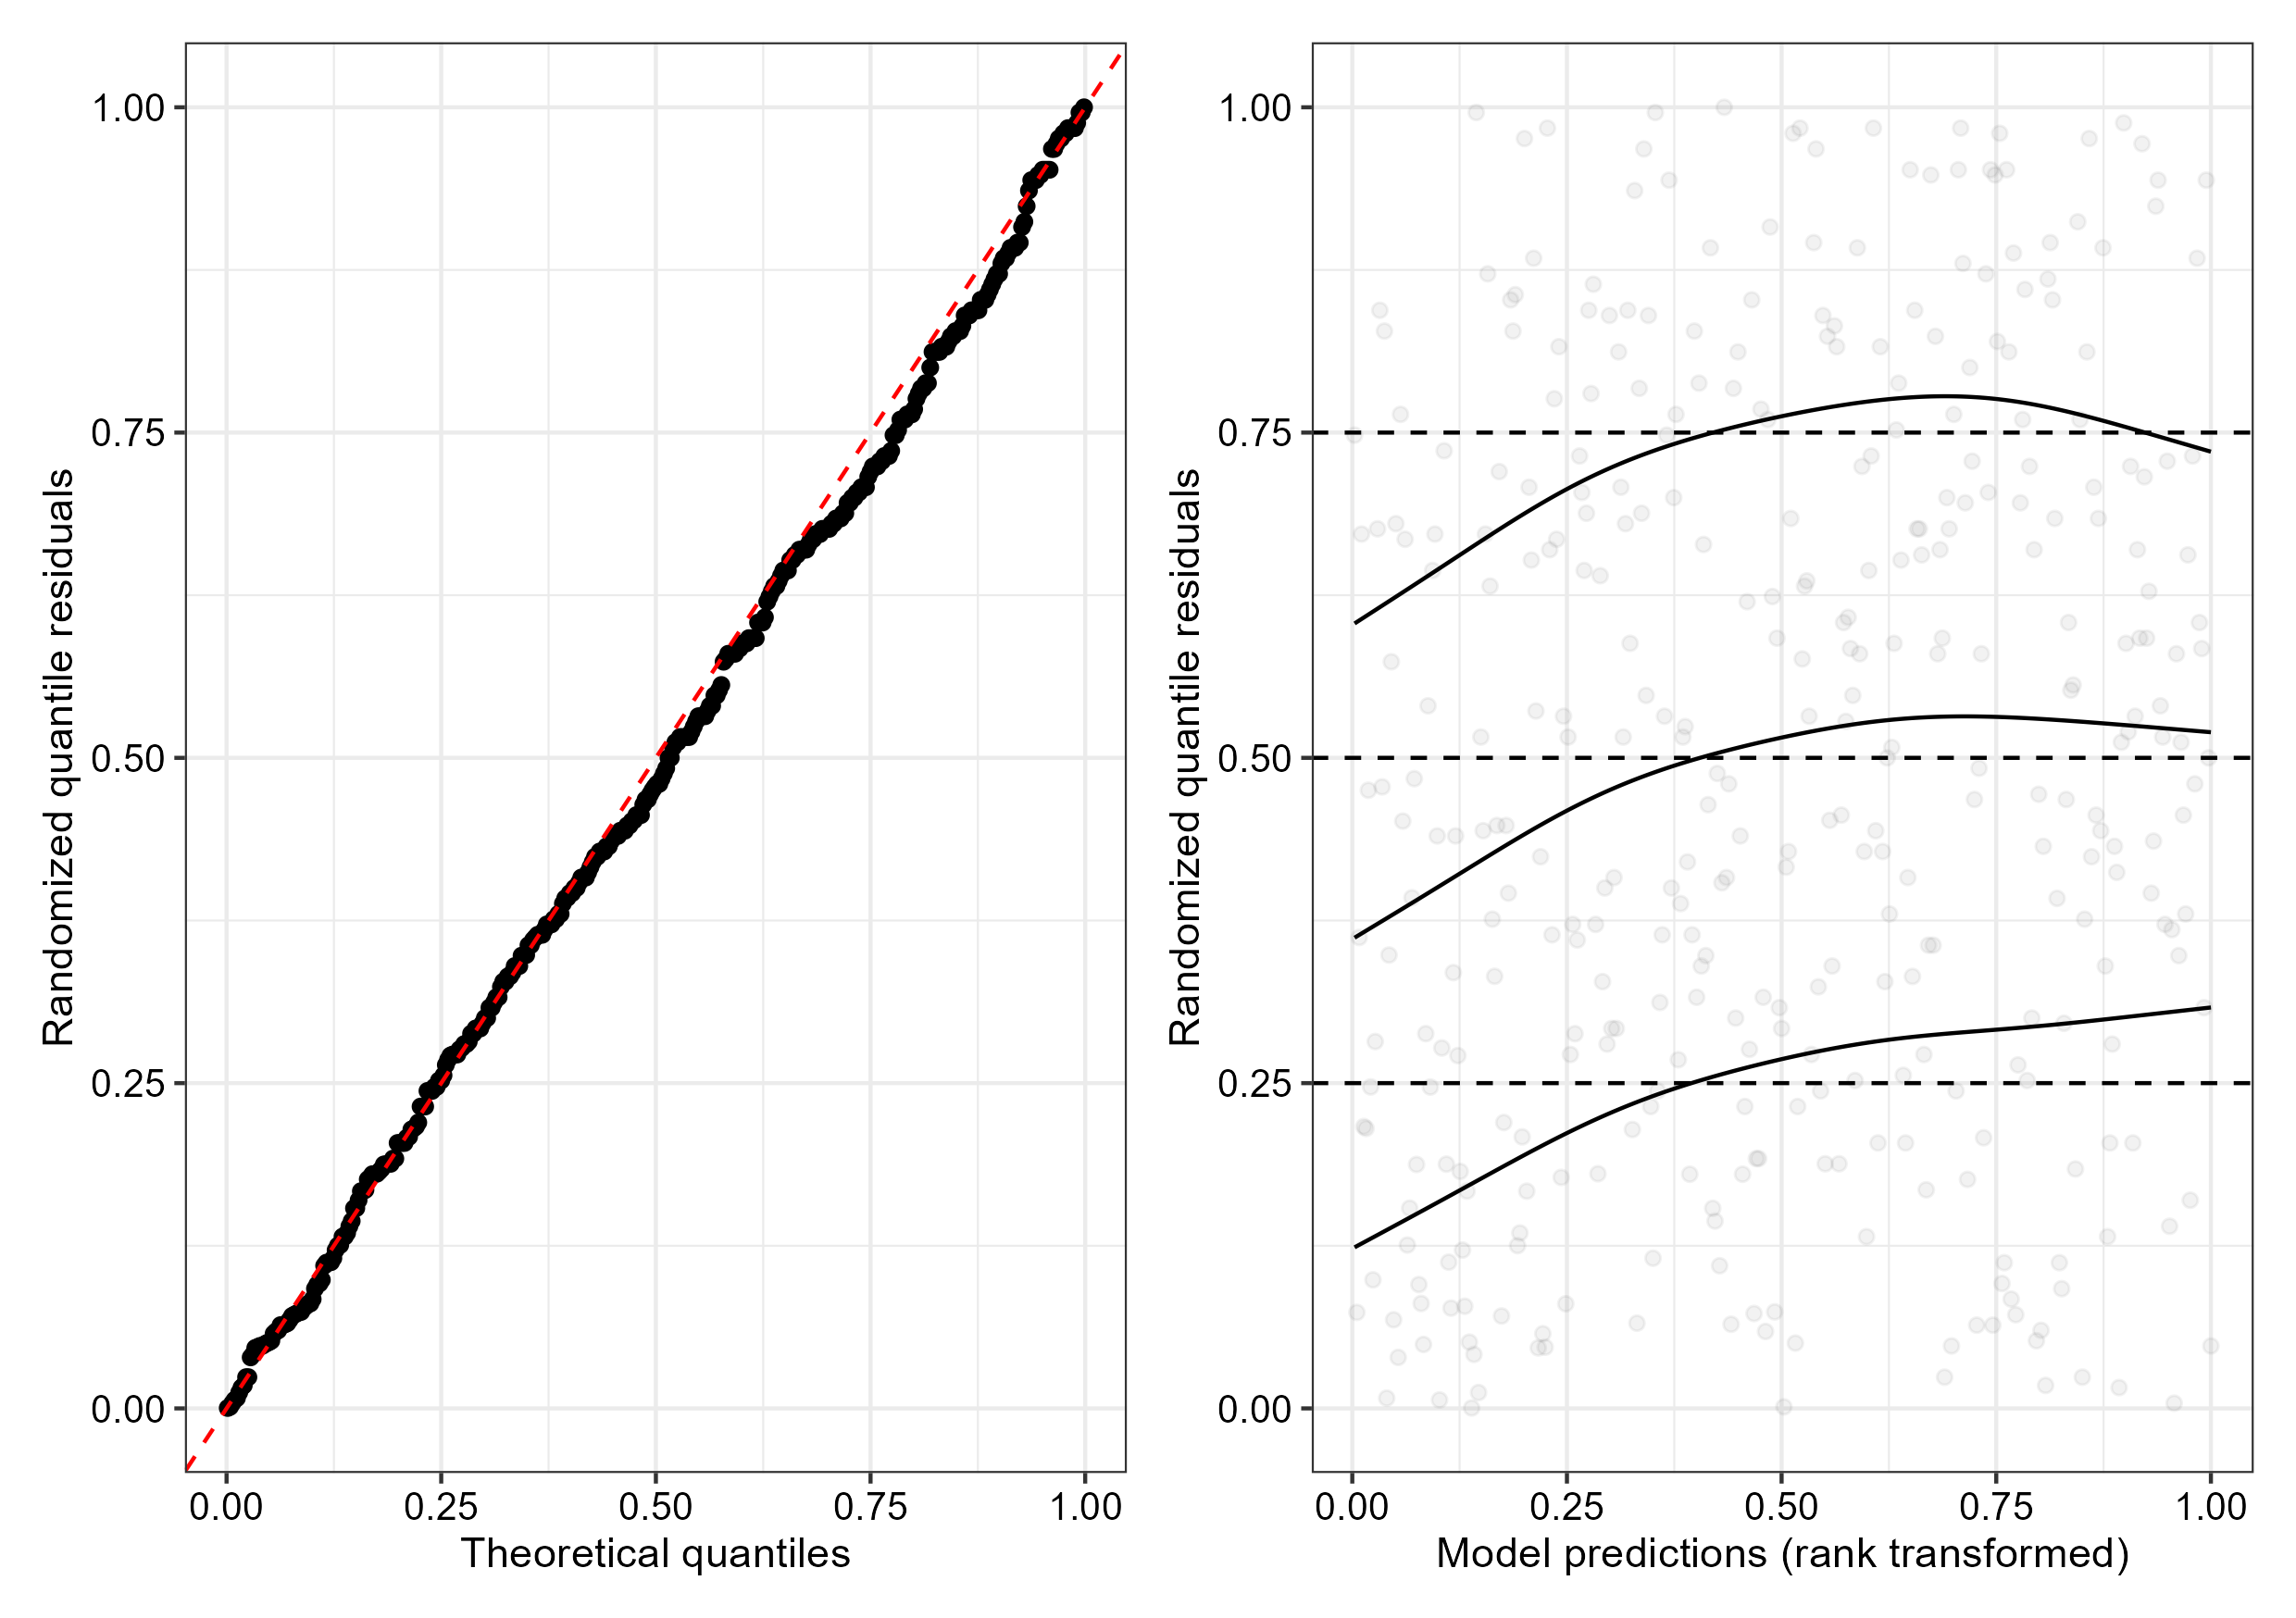 Randomized quantile residuals
1.00
0.75
0.50
0.25
0.00
0.00 0.25 0.50 0.75 1.00
Theoretical quantiles
Randomized quantile residuals
1.00
0.75
0.50
0.25
0.00
0.00 0.25 0.50 0.75 1.00
Model predictions (rank transformed)